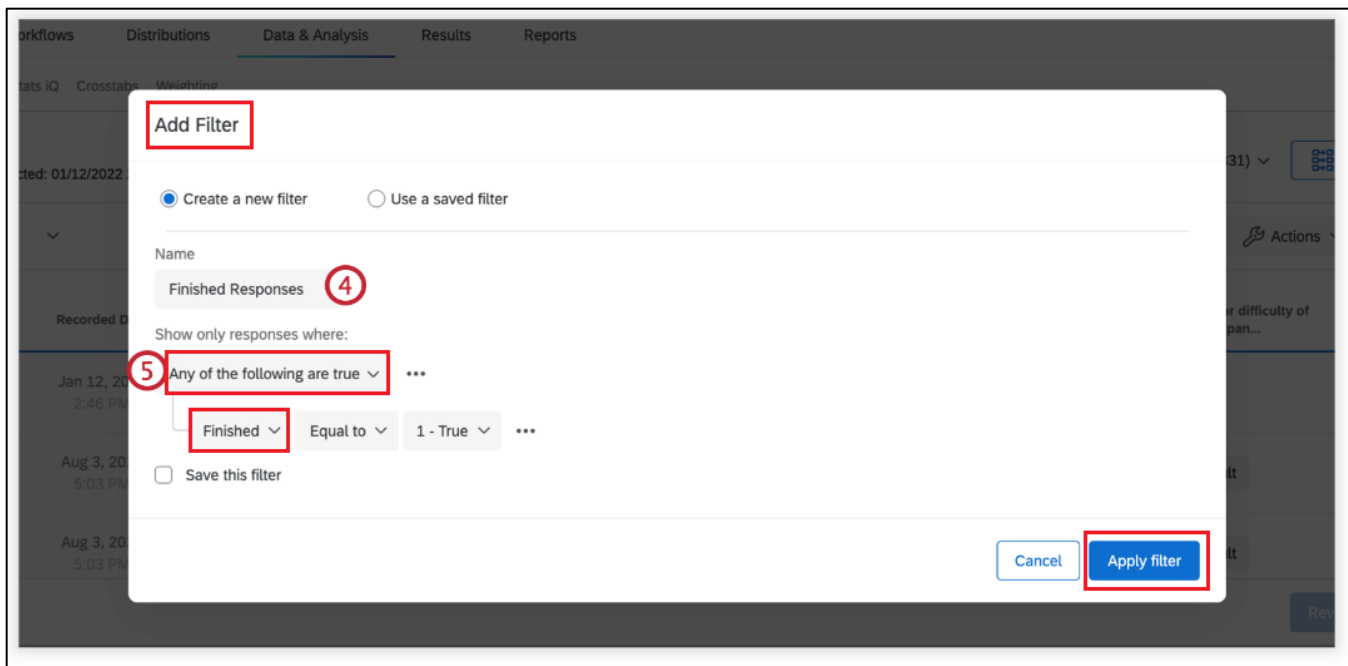 orkflows Distributions Data & Analysis Results Reports
tats iQ Crosstabs Weighting
Add Filter
cted: 01/12/2022
31)
Create a new filter Use a saved filter
Actions
Name
Finished Responses 4
Recorded D
r difficulty of
pan...
Show only responses where:
5 Any of the following are true •••
Jan 12, 20
2:46 PM
Finished Equal to 1 - True •••
Aug 3, 20
5:03 PM
Save this filter
lt
Aug 3, 20
5:03 PM
Cancel Apply filter
lt
Rev